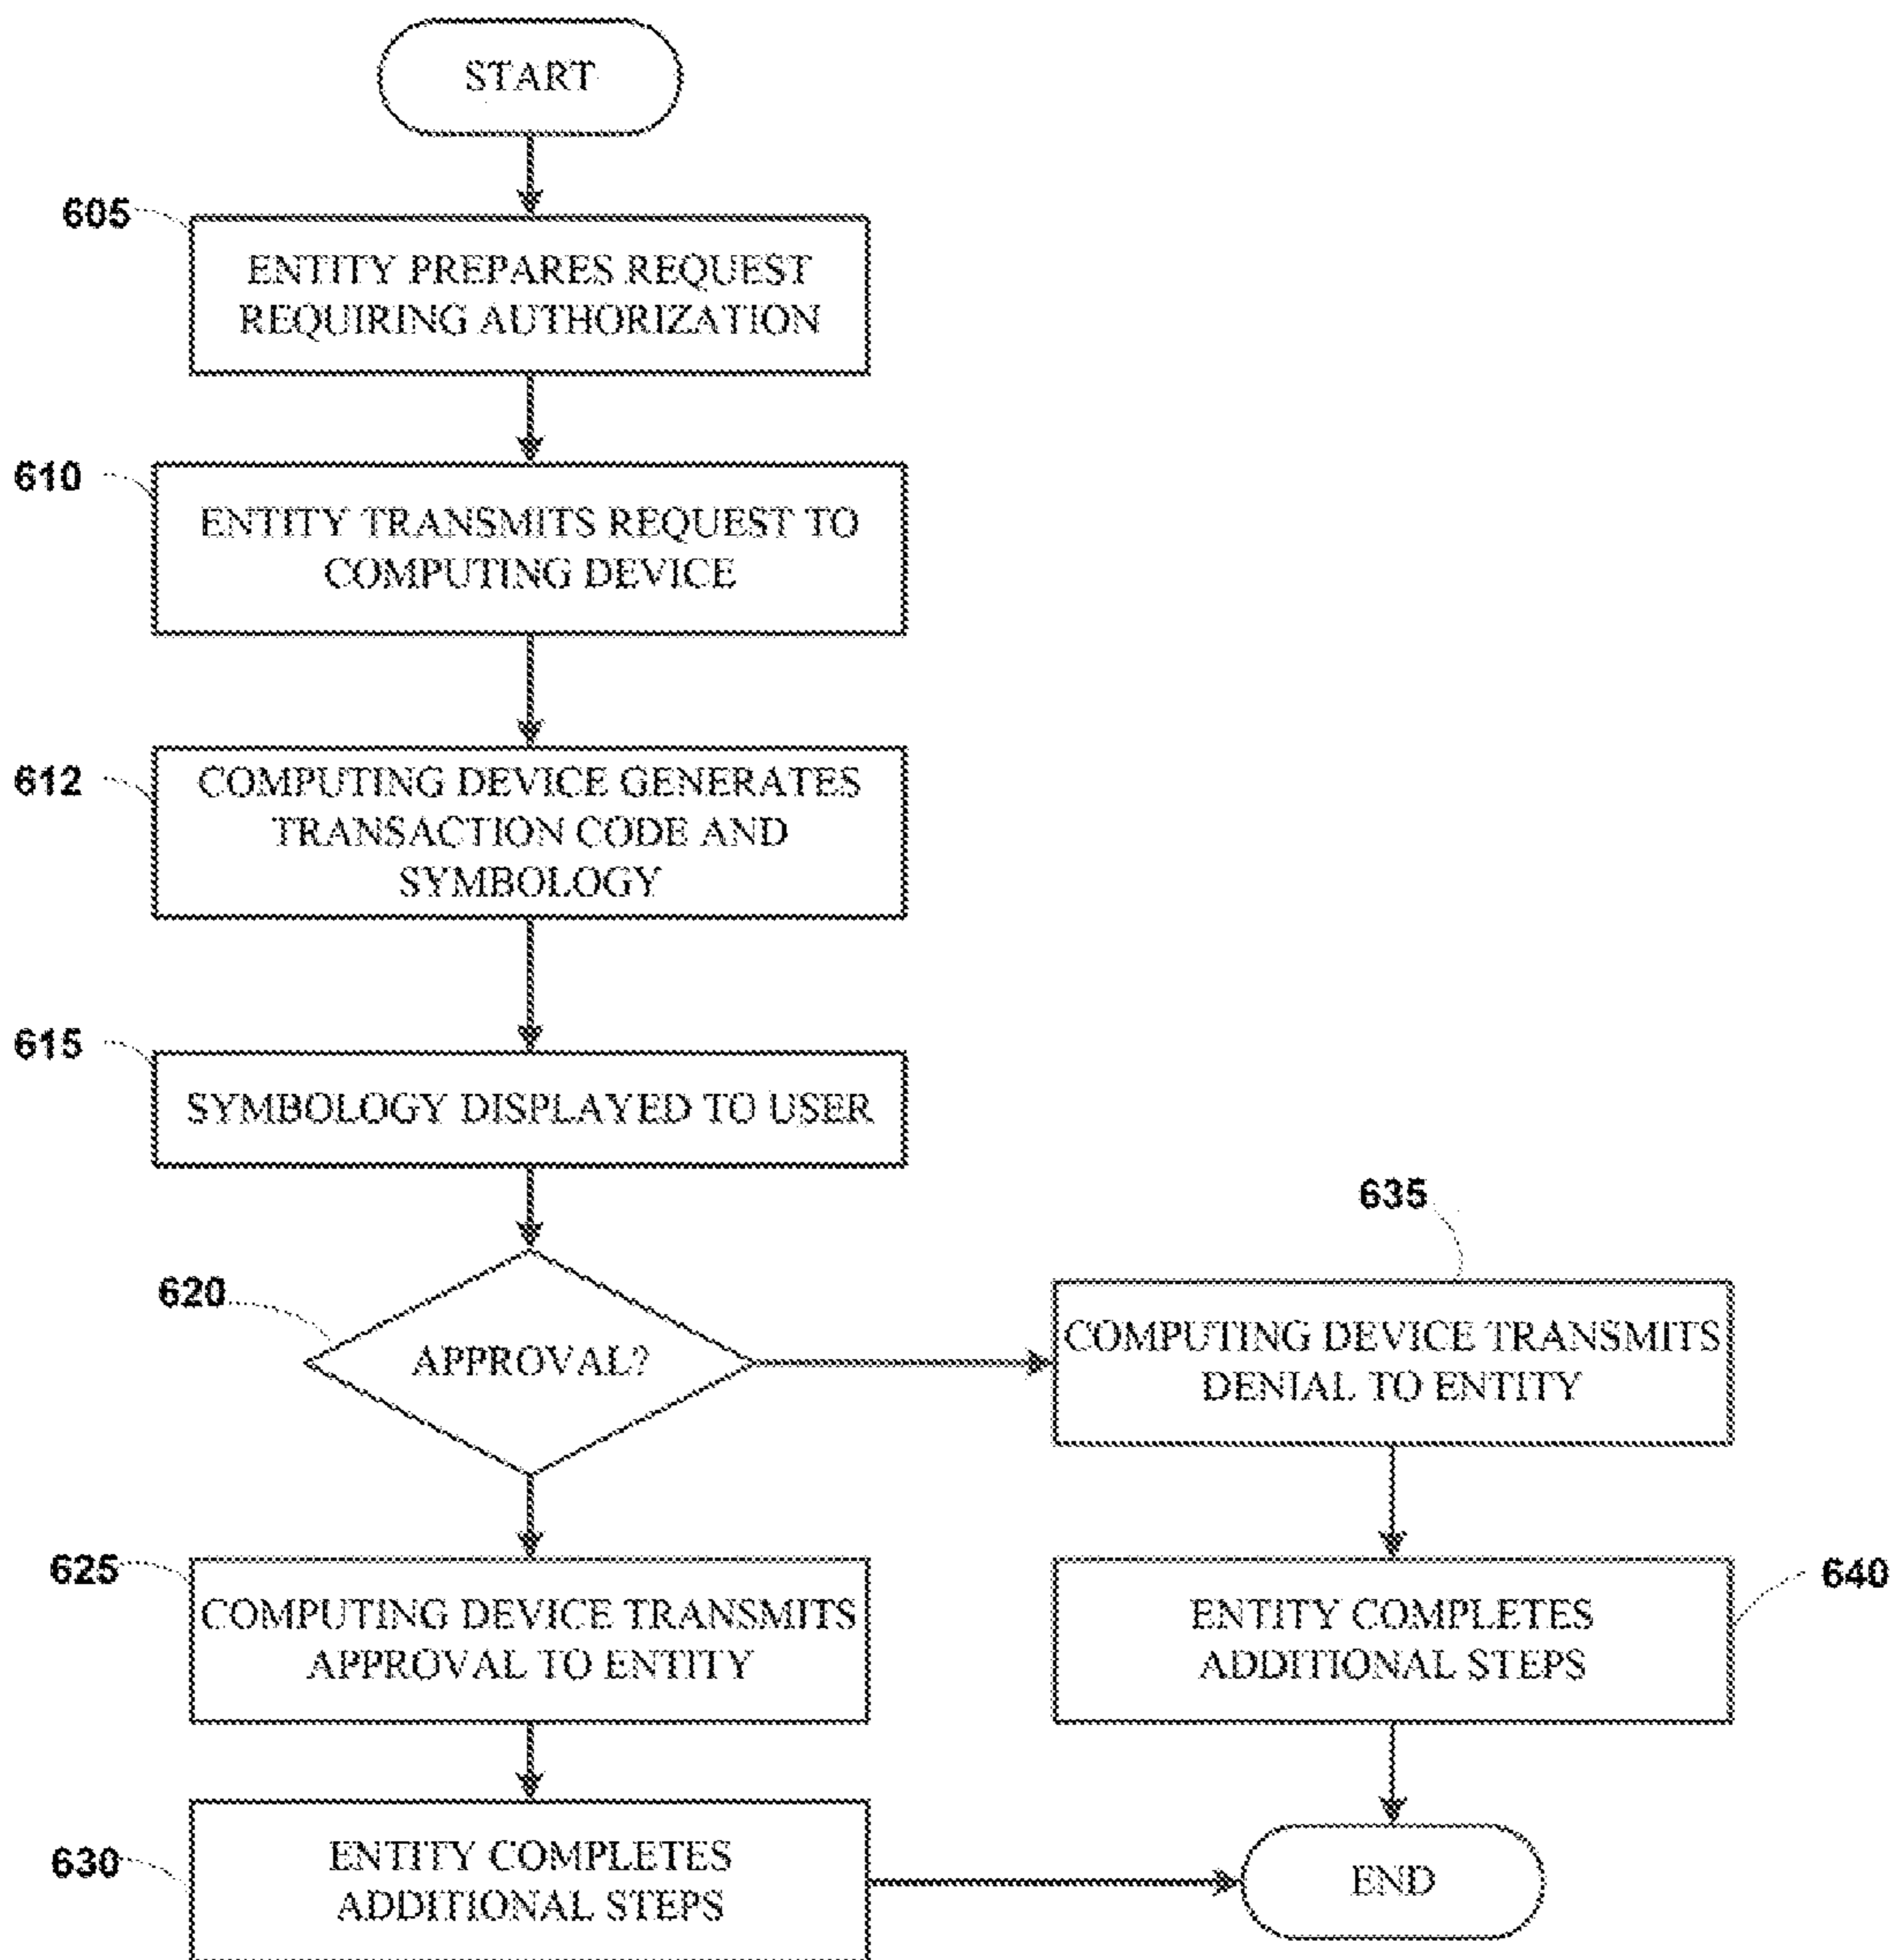 START
605
ENTITY PREPARES REQUEST
REQUIRING AUTHORIZATION
610
ENTITY TRANSMITS REQUEST TO
COMPUTING DEVICE
612
COMPUTING DEVICE GENERATES
TRANSACTION CODE AND
SYMBOLOGY
615
SYMBOLOGY DISPLAYED TO USER
620
APPROVAL?
635
COMPUTING DEVICE TRANSMITS
DENIAL TO ENTITY
625
COMPUTING DEVICE TRANSMITS
APPROVAL TO ENTITY
640
ENTITY COMPLETES
ADDITIONAL STEPS
630
ENTITY COMPLETES
ADDITIONAL STEPS
END